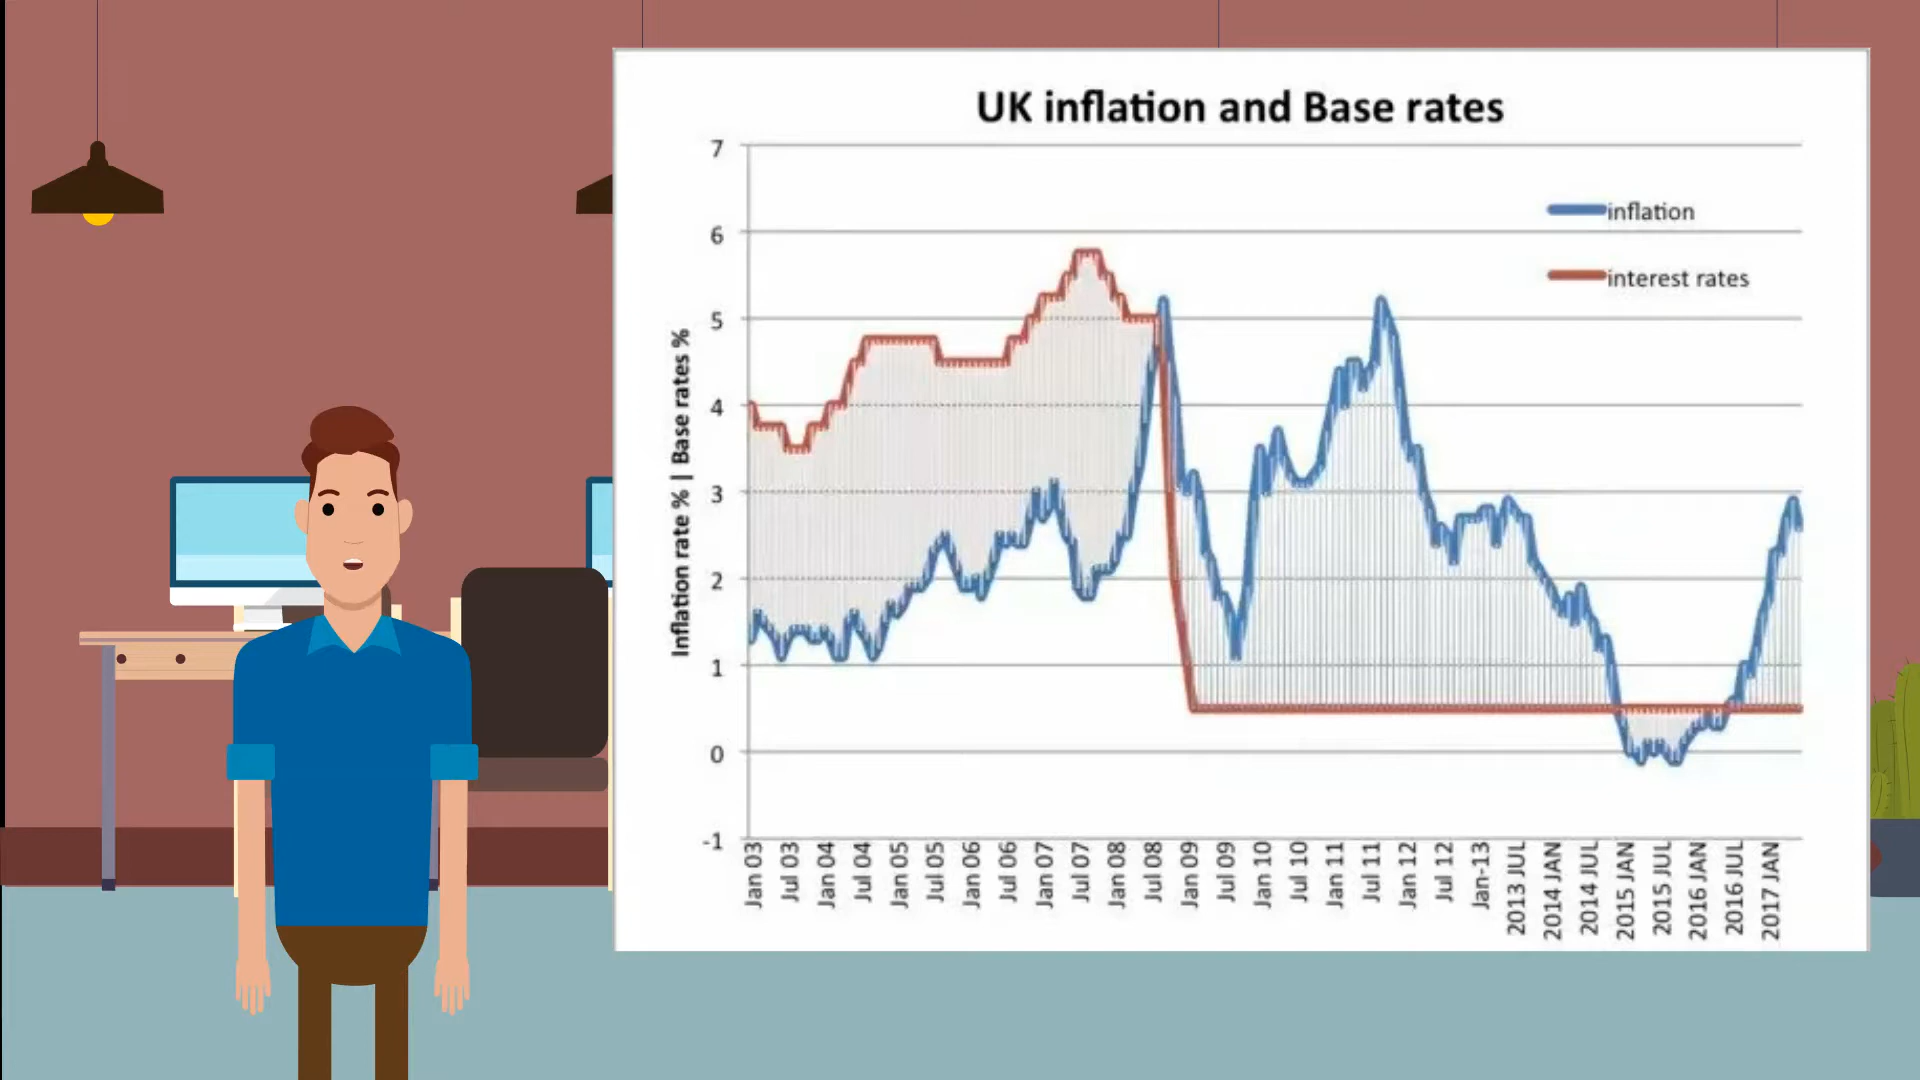 UK inflation and Base rates
7
6
5
4
3
2
1
0
-1
Inflation rate % | Base rates %
inflation
interest rates
Jan 03
Jul 03
Jan 04
Jul 04
Jan 05
Jul 05
Jan 06
Jul 06
Jan 07
Jul 07
Jan 08
Jul 08
Jan 09
Jul 09
Jan 10
Jul 10
Jan 11
Jul 11
Jan 12
Jul 12
Jan-13
2013 JUL
2014 JAN
2014 JUL
2015 JAN
2015 JUL
2016 JAN
2016 JUL
2017 JAN